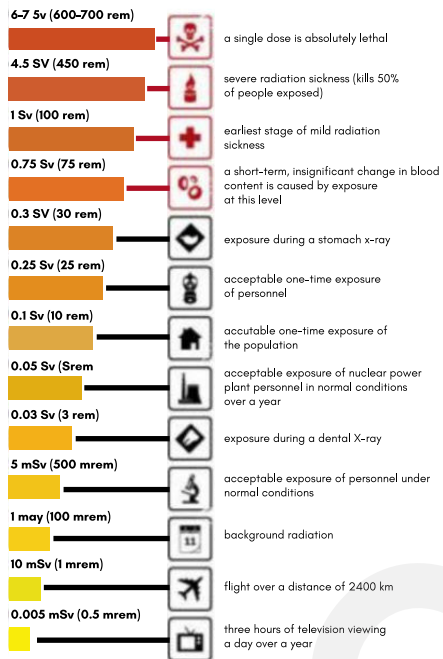 6-7 5v (600-700 rem)
a single dose is absolutely lethal
4.5 SV (450 rem)
severe radiation sickness (kills 50%
of people exposed)
1 Sv (100 rem)
earliest stage of mild radiation
sickness
0.75 Sv (75 rem)
a short-term, insignificant change in blood
content is caused by exposure
at this level
0.3 SV (30 rem)
exposure during a stomach x-ray
0.25 Sv (25 rem)
acceptable one-time exposure
of personnel
0.1 Sv (10 rem)
accutable one-time exposure of
the population
0.05 Sv (Srem
acceptable exposure of nuclear power
plant personnel in normal conditions
over a year
0.03 Sv (3 rem)
exposure during a dental X-ray
5 mSv (500 mrem)
acceptable exposure of personnel under
normal conditions
1 may (100 mrem)
11
background radiation
10 mSv (1 mrem)
flight over a distance of 2400 km
0.005 mSv (0.5 mrem)
three hours of television viewing
a day over a year